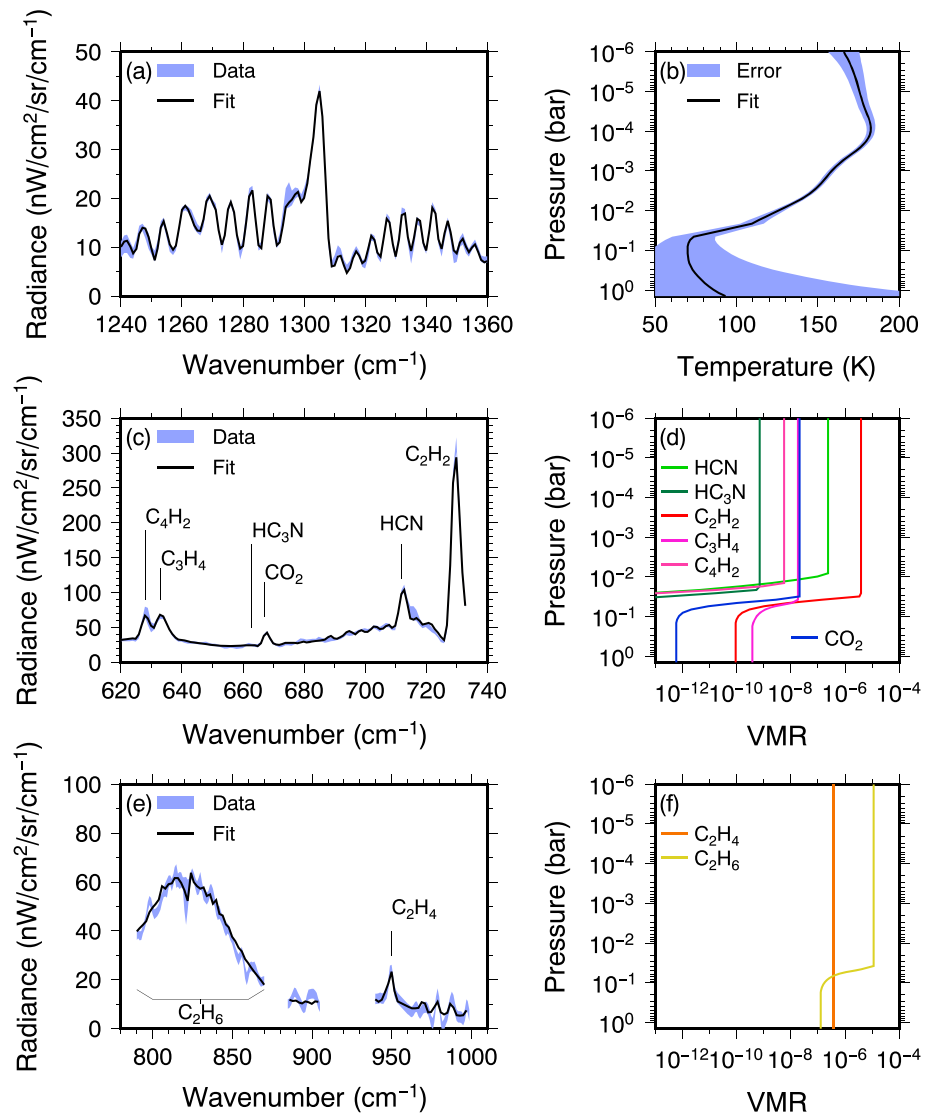 (a)
Data
Fit
50
40
30
20
10
0
Radiance (nW/cm²/sr/cm⁻¹)
1240 1260 1280 1300 1320 1340 1360
Wavenumber (cm⁻¹)
(b)
Error
Fit
10⁻⁶
10⁻⁵
10⁻⁴
10⁻³
10⁻²
10⁻¹
10⁰
Pressure (bar)
50 100 150 200
Temperature (K)
(c)
Data
Fit
C₂H₂
C₄H₂
C₃H₄
HC₃N
CO₂
HCN
350
300
250
200
150
100
50
0
Radiance (nW/cm²/sr/cm⁻¹)
620 640 660 680 700 720 740
Wavenumber (cm⁻¹)
(d)
HCN
HC₃N
C₂H₂
C₃H₄
C₄H₂
CO₂
10⁻⁶
10⁻⁵
10⁻⁴
10⁻³
10⁻²
10⁻¹
10⁰
Pressure (bar)
10⁻¹² 10⁻¹⁰ 10⁻⁸ 10⁻⁶ 10⁻⁴
VMR
(e)
Data
Fit
C₂H₄
C₂H₆
100
80
60
40
20
0
Radiance (nW/cm²/sr/cm⁻¹)
800 850 900 950 1000
Wavenumber (cm⁻¹)
(f)
C₂H₄
C₂H₆
10⁻⁶
10⁻⁵
10⁻⁴
10⁻³
10⁻²
10⁻¹
10⁰
Pressure (bar)
10⁻¹² 10⁻¹⁰ 10⁻⁸ 10⁻⁶ 10⁻⁴
VMR